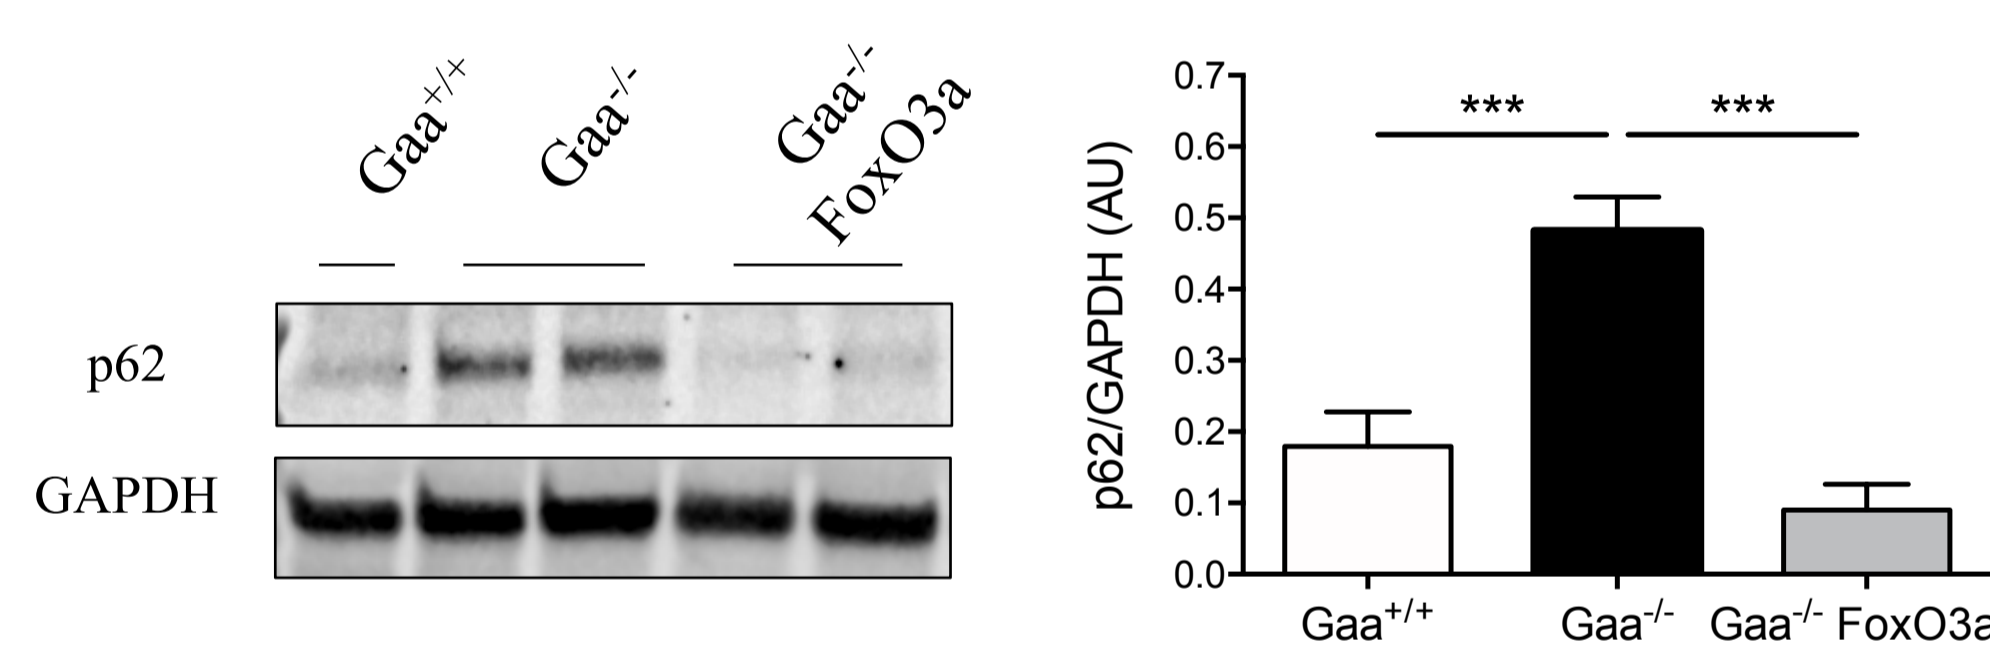 Gaa+/+
Gaa-/-
Gaa-/-
FoxO3a
p62
GAPDH
p62/GAPDH (AU)
0.7
0.6
0.5
0.4
0.3
0.2
0.1
0.0
***
***
Gaa+/+
Gaa-/-
Gaa-/- FoxO3a